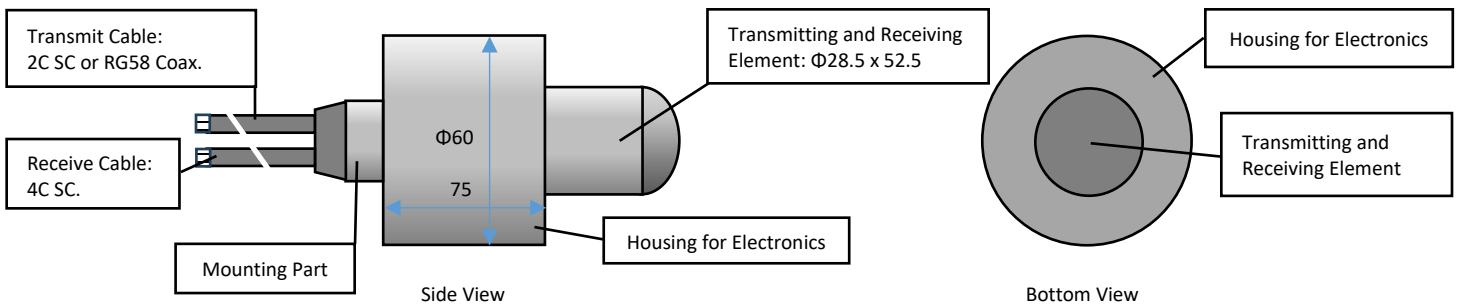 Transmit Cable:
2C SC or RG58 Coax.
Receive Cable:
4C SC.
Mounting Part
Φ60
75
Transmitting and Receiving
Element: Φ28.5 x 52.5
Housing for Electronics
Side View
Housing for Electronics
Transmitting and
Receiving Element
Bottom View